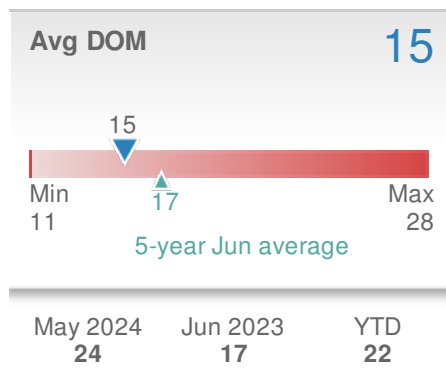 Avg DOM 15
15
17
Min Max
11 28
5-year Jun average
May 2024 Jun 2023 YTD
24 17 22